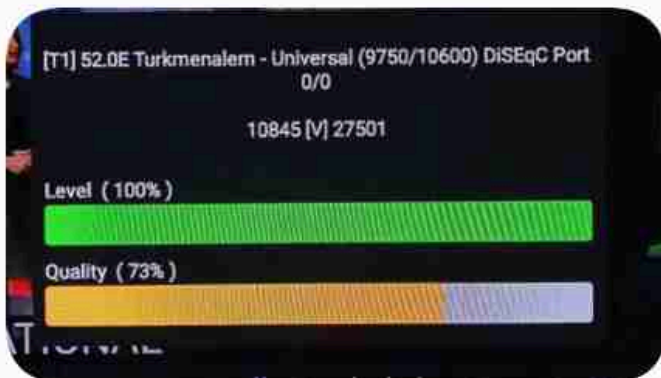 [T1] 52.0E Turkmenalem - Universal (9750/10600) DiSEqC Port
0/0
10845 [V] 27501
Level (100%)
Quality (73%)